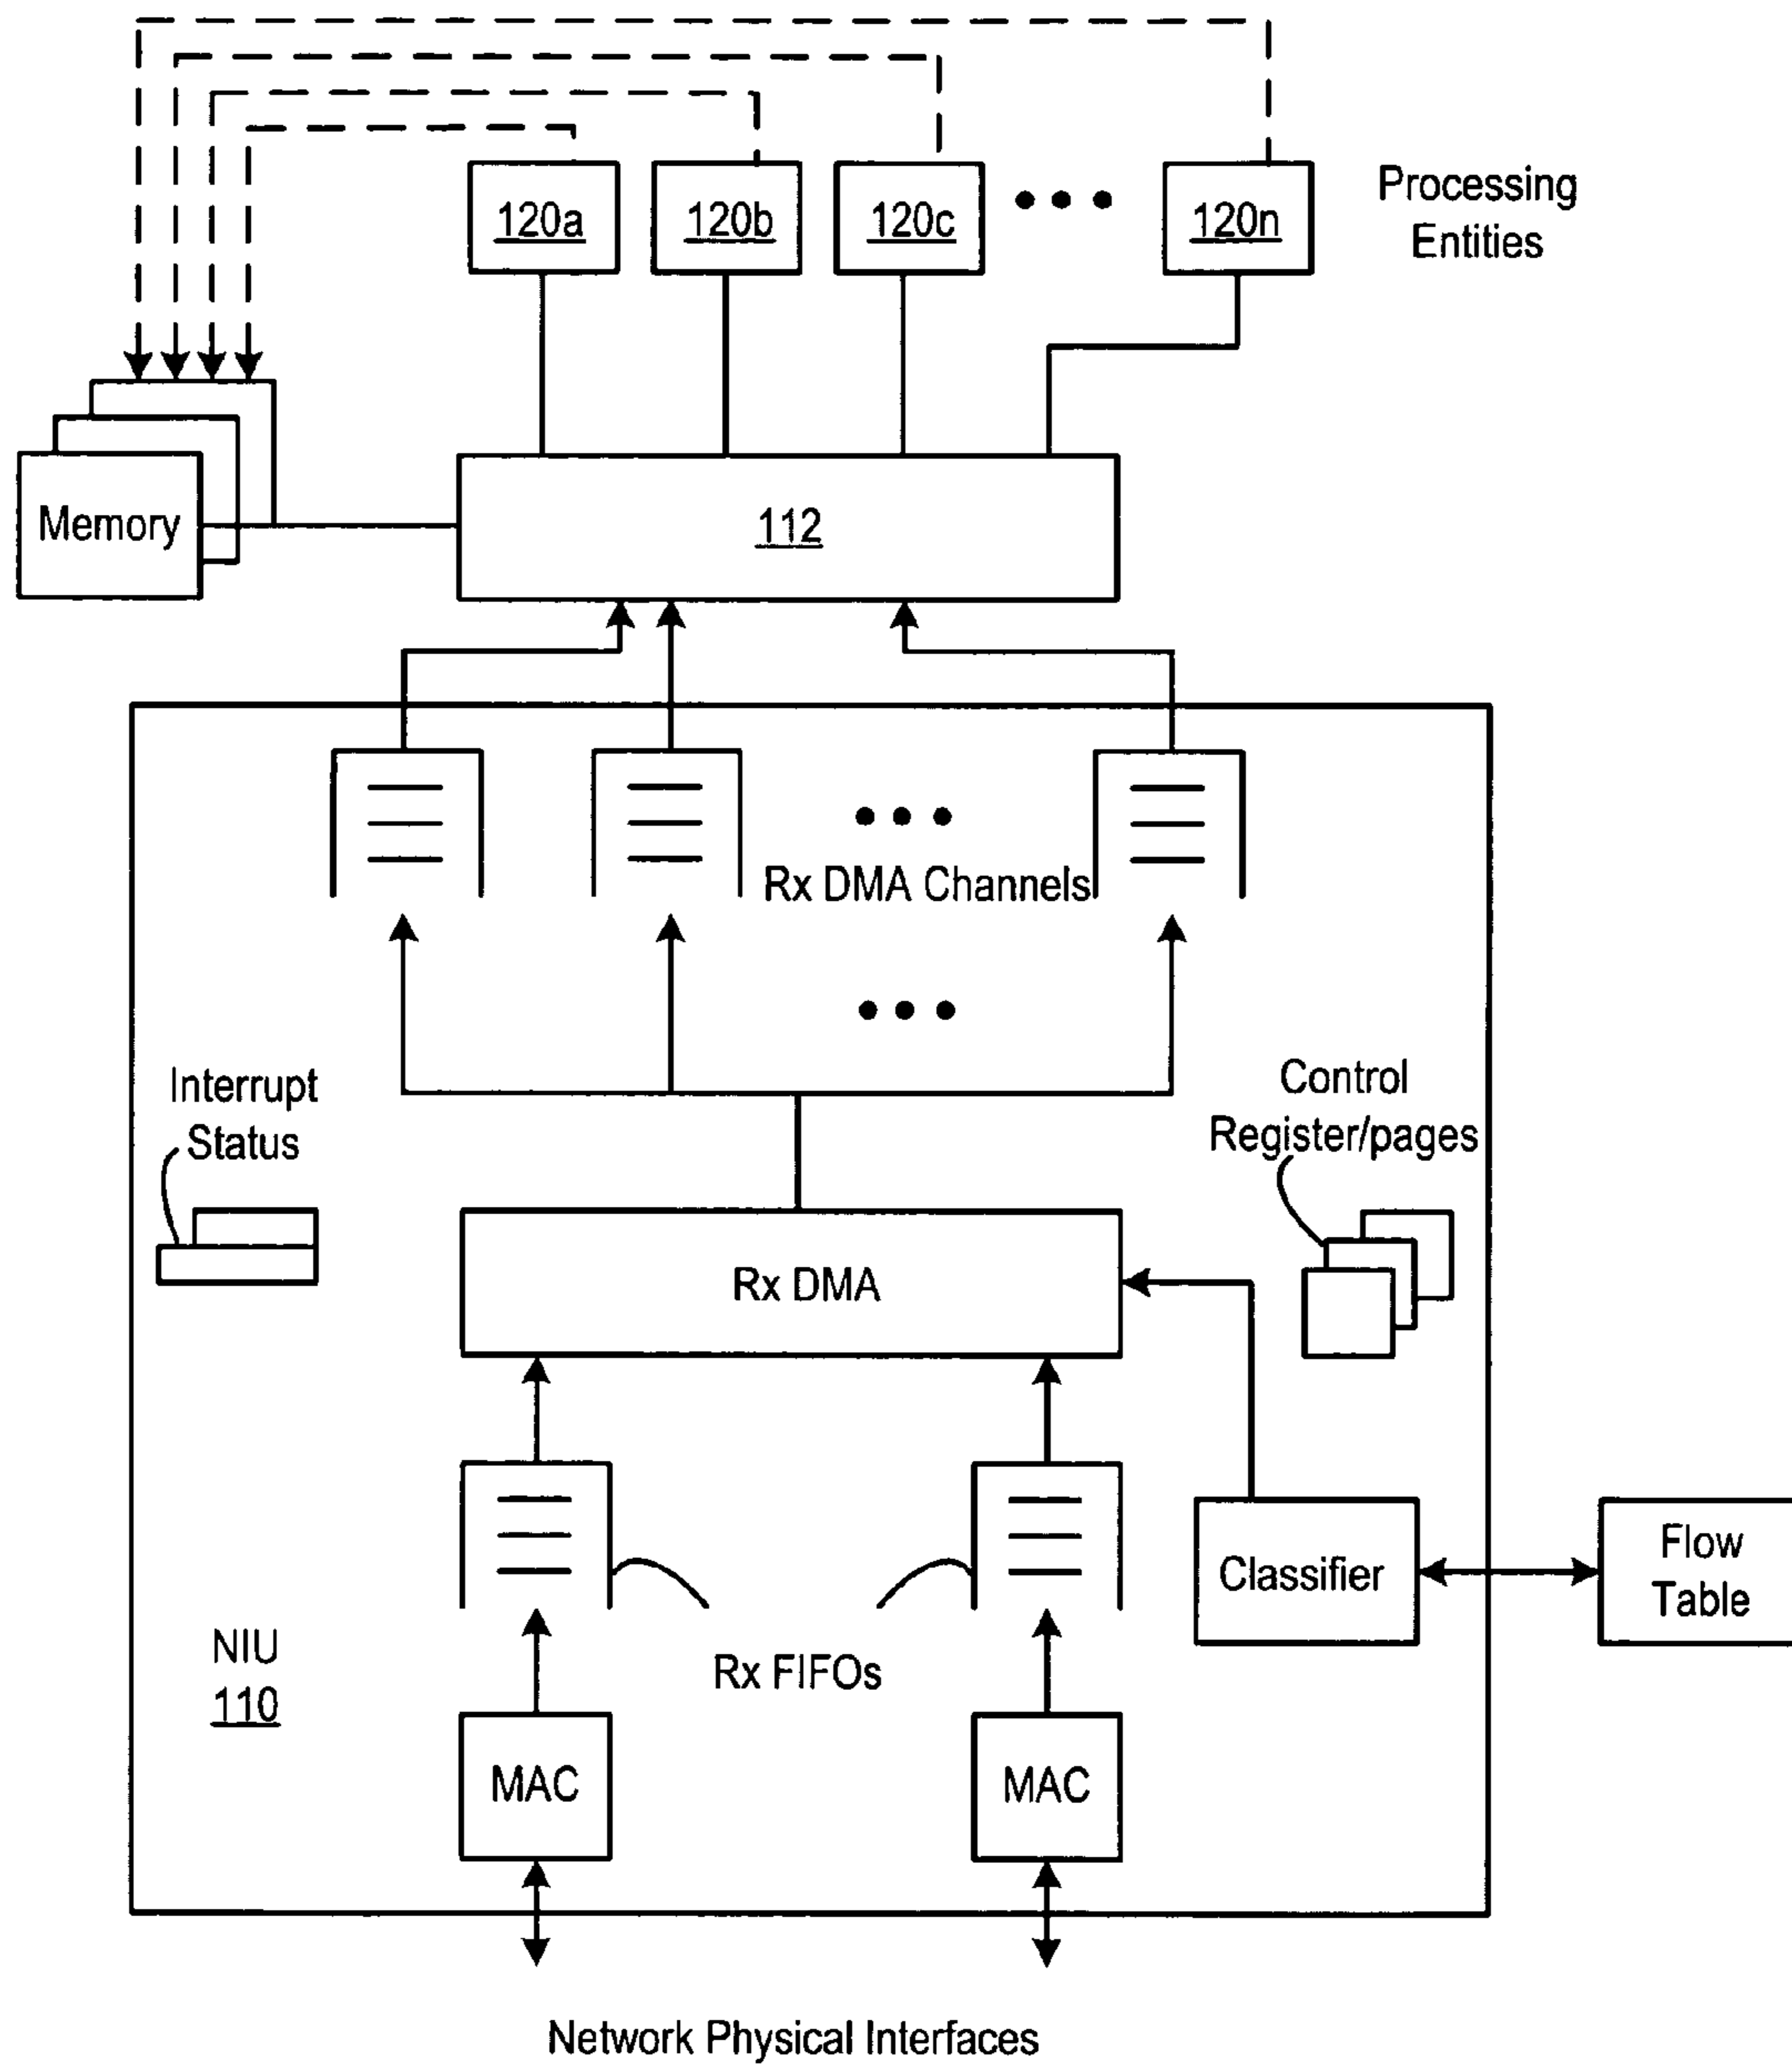 120a
120b
120c
120n
Processing
Entities
Memory
112
Rx DMA Channels
Interrupt
Status
Control
Register/pages
Rx DMA
Classifier
Flow
Table
NIU
110
Rx FIFOs
MAC
MAC
Network Physical Interfaces